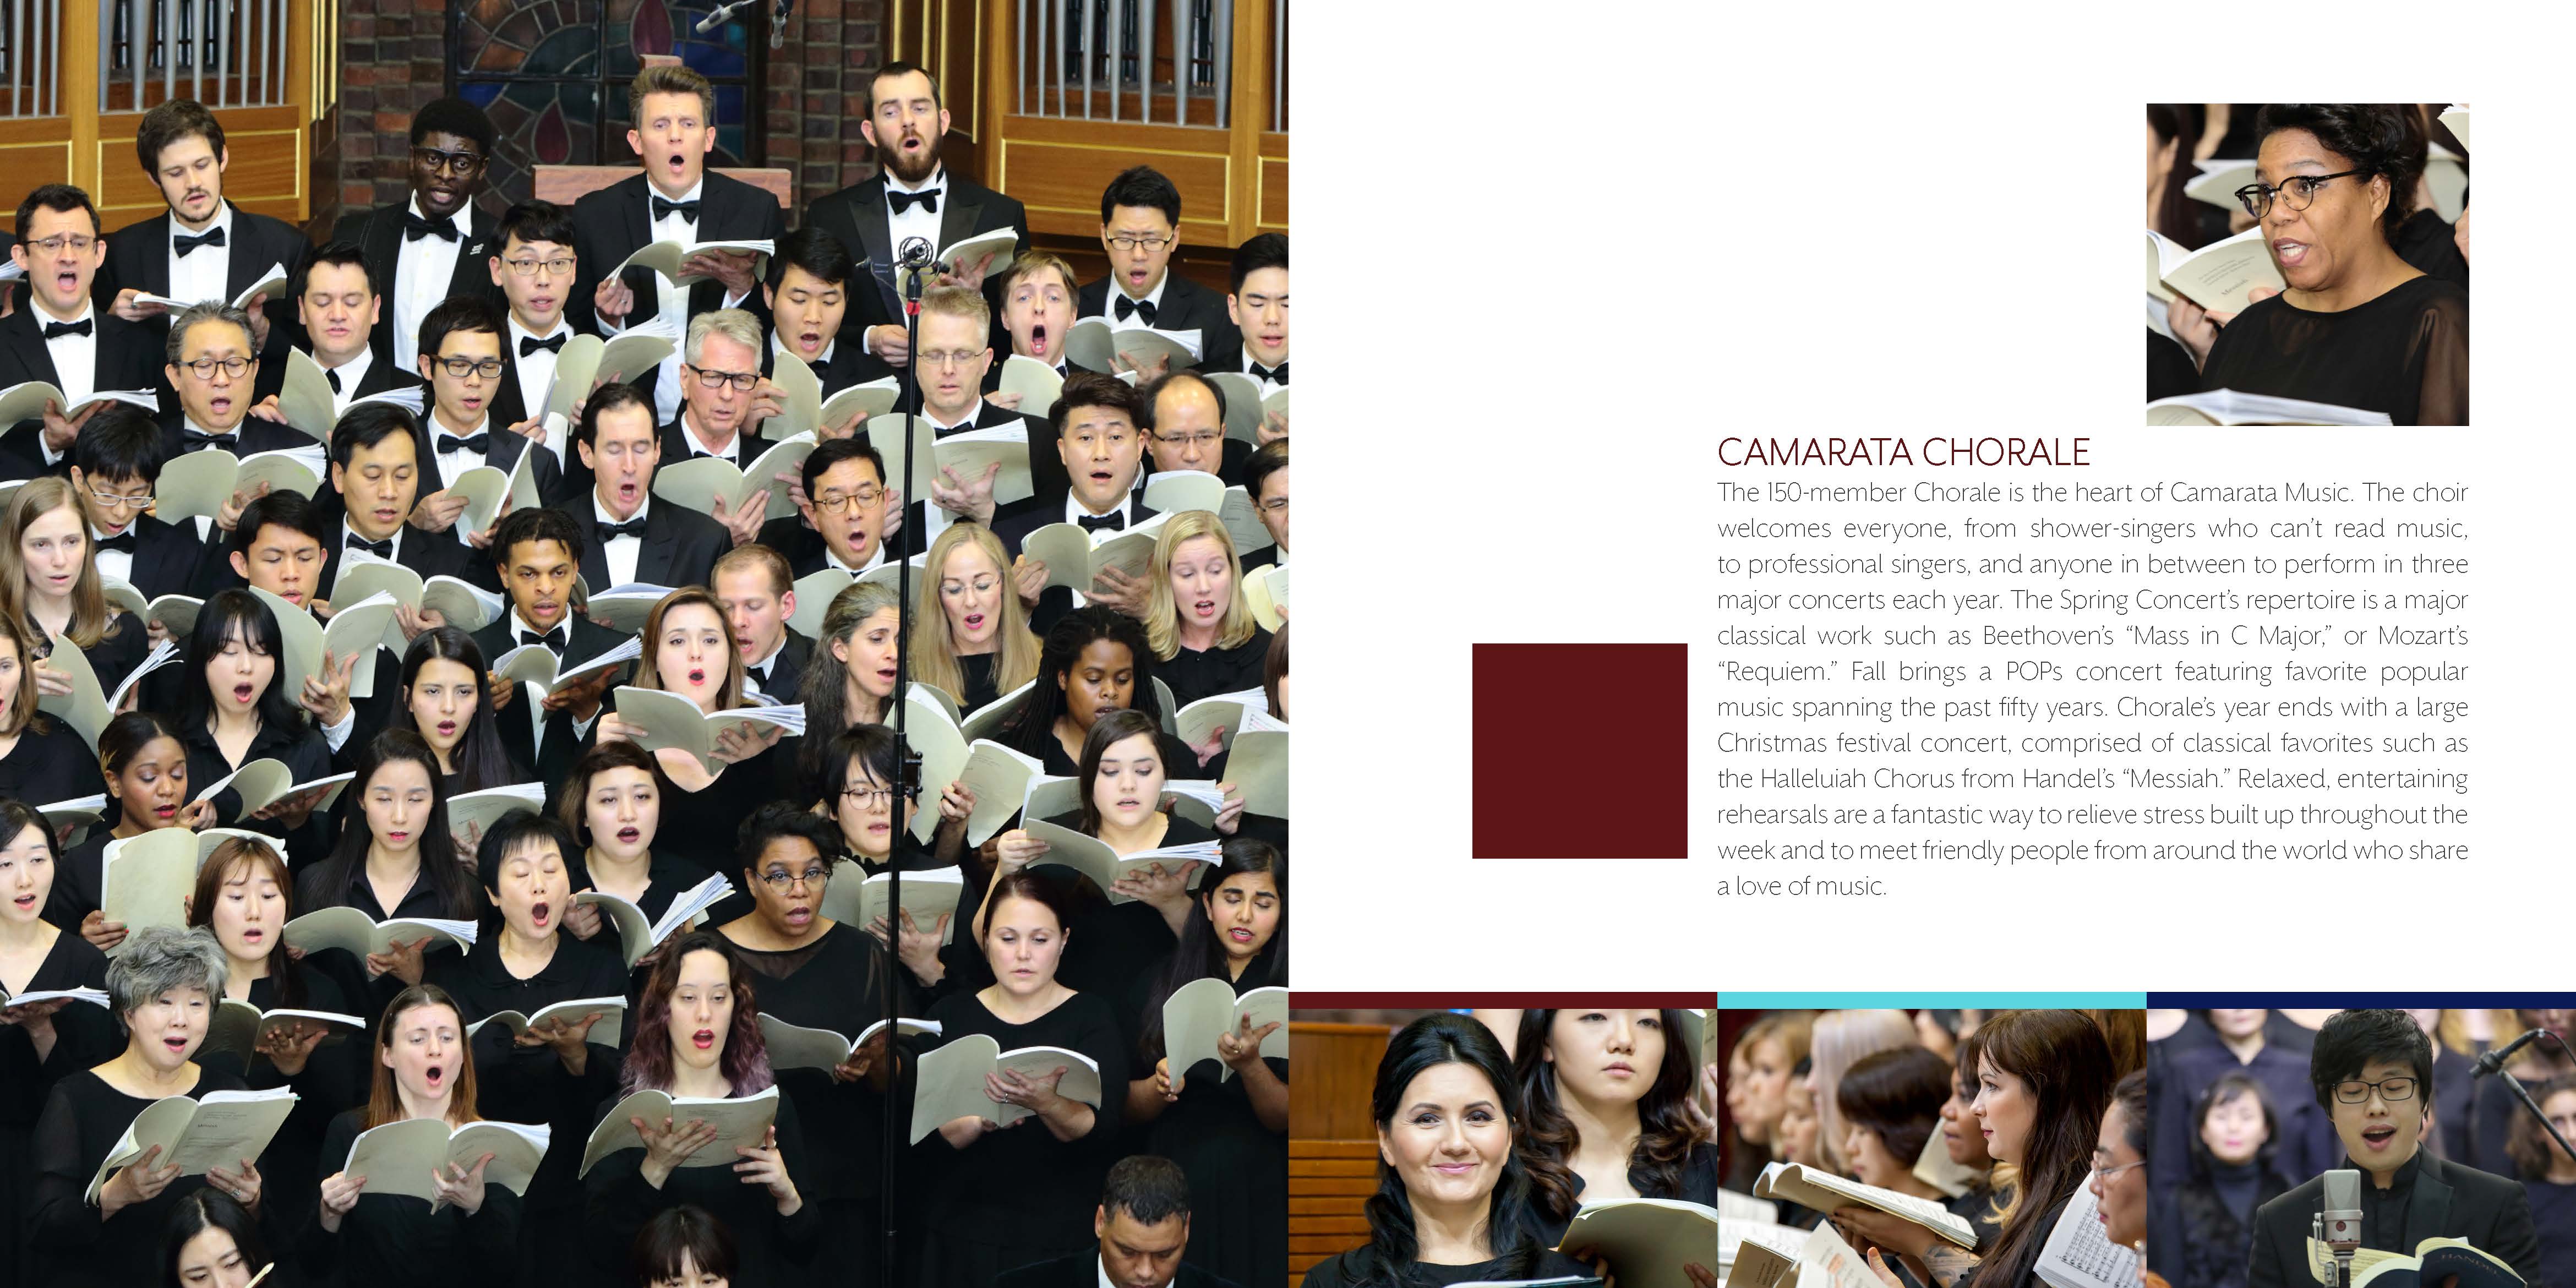 CAMARATA CHORALE
The 150-member Chorale is the heart of Camarata Music. The choir
welcomes everyone, from shower-singers who can't read music,
to professional singers, and anyone in between to perform in three
major concerts each year. The Spring Concert's repertoire is a major
classical work such as Beethoven's “Mass in C Major,” or Mozart's
“Requiem.” Fall brings a POPs concert featuring favorite popular
music spanning the past fifty years. Chorale's year ends with a large
Christmas festival concert, comprised of classical favorites such as
the Halleluiah Chorus from Handel's “Messiah.” Relaxed, entertaining
rehearsals are a fantastic way to relieve stress built up throughout the
week and to meet friendly people from around the world who share
a love of music.
HANDEL